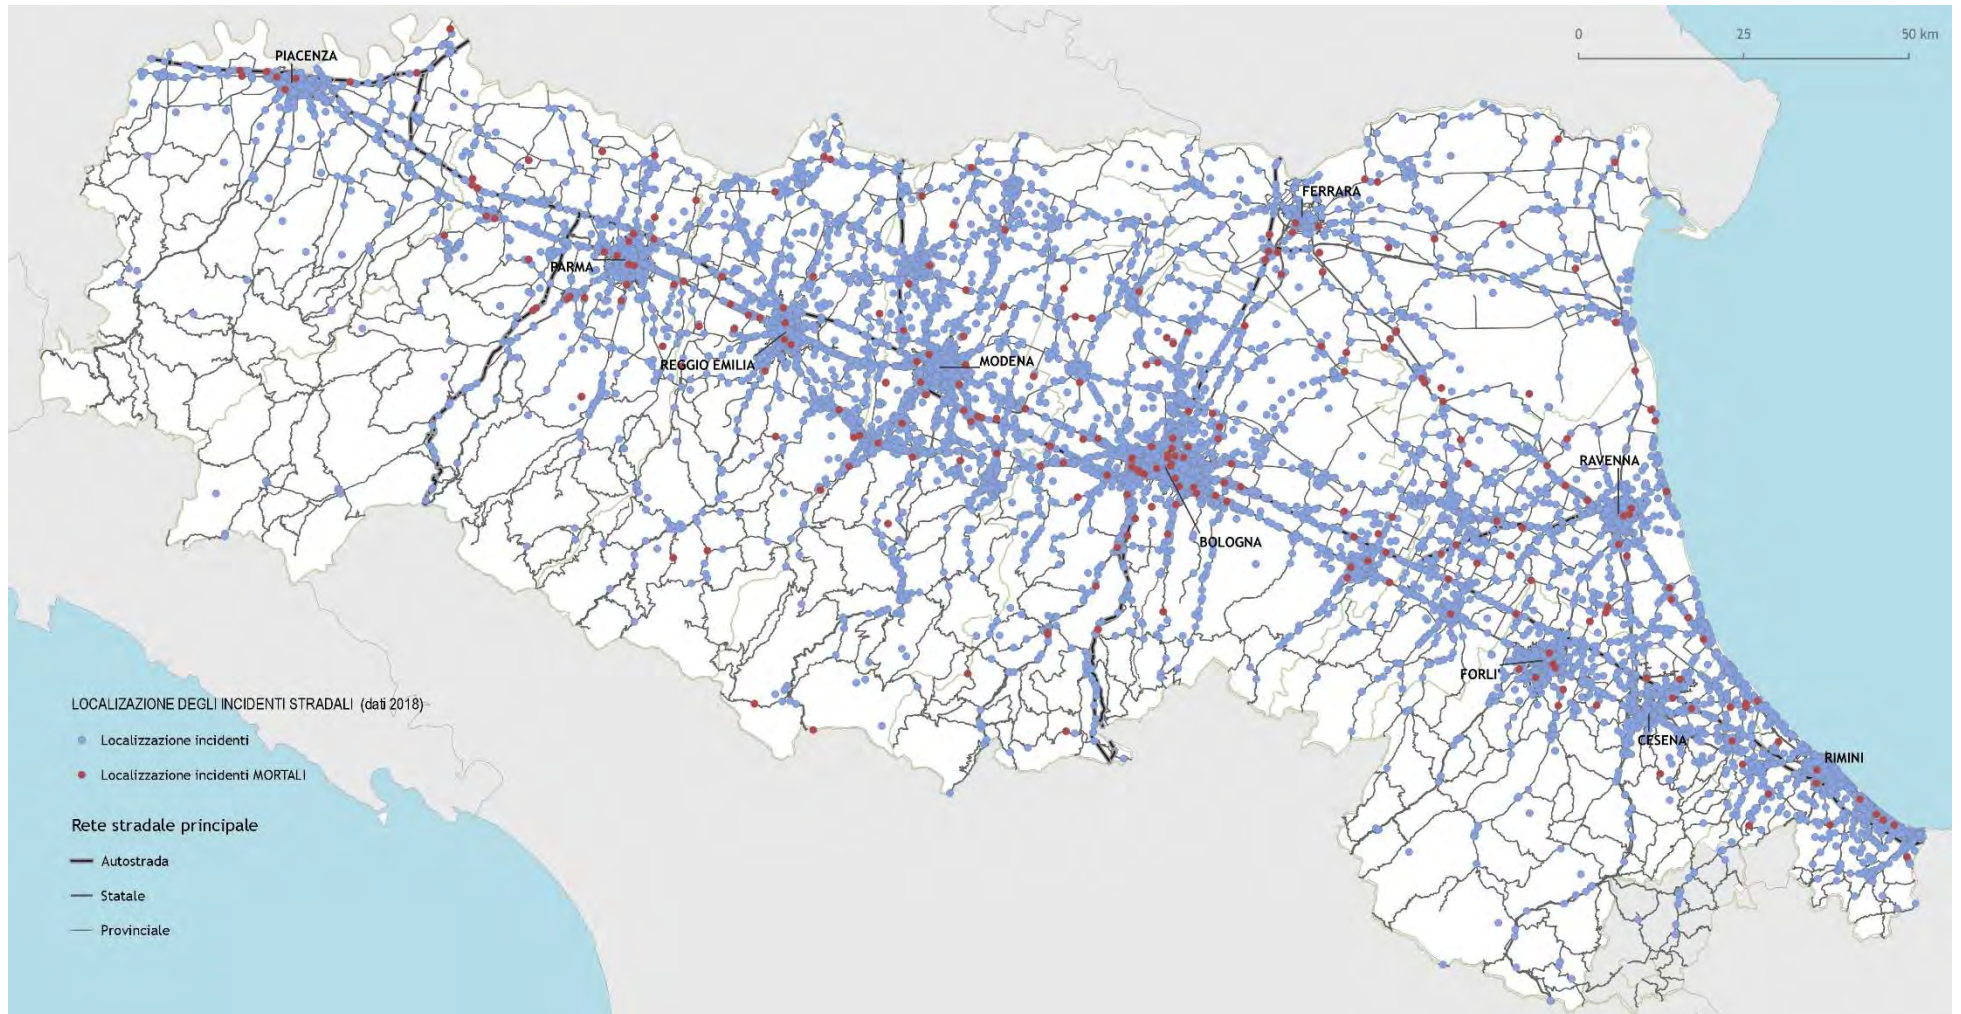 0 25 50 km
PIACENZA
FERRARA
PARMA
REGGIO EMILIA
MODENA
RAVENNA
BOLOGNA
FORLI'
CESENA
RIMINI
LOCALIZZAZIONE DEGLI INCIDENTI STRADALI (dati 2018)
Localizzazione incidenti
Localizzazione incidenti MORTALI
Rete stradale principale
Autostrada
Statale
Provinciale